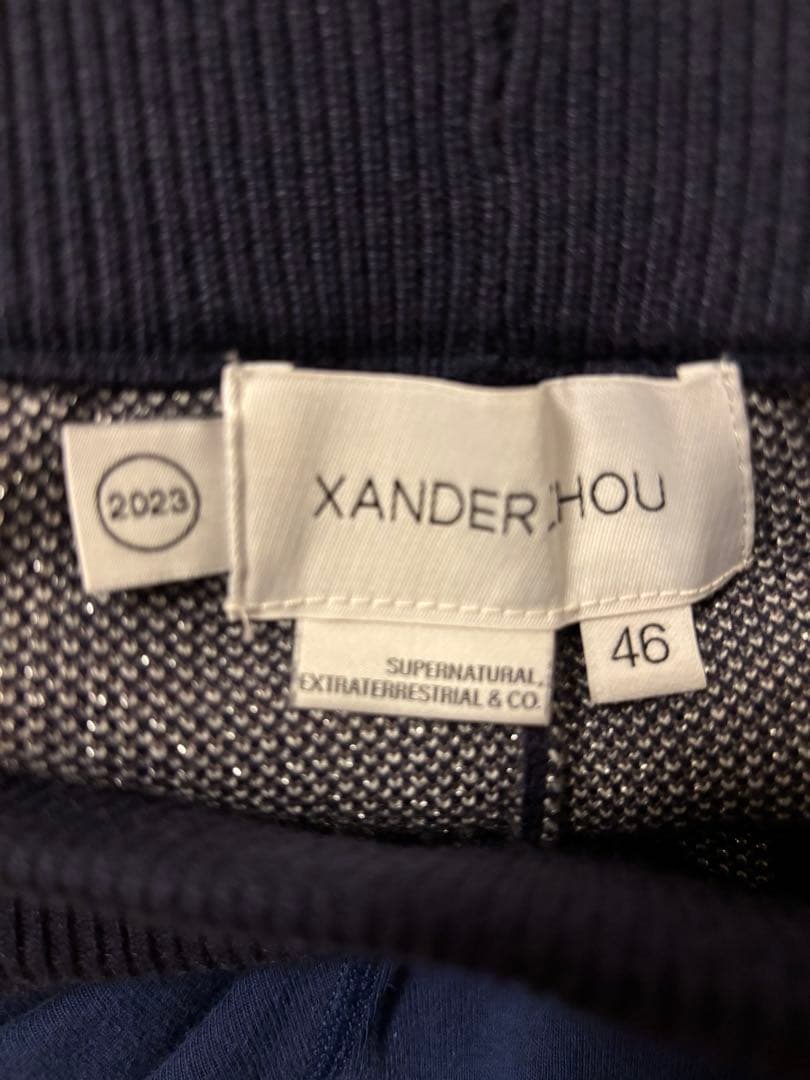 2023
XANDER ZHOU
46
SUPERNATURAL,
EXTRATERRESTRIAL & CO.